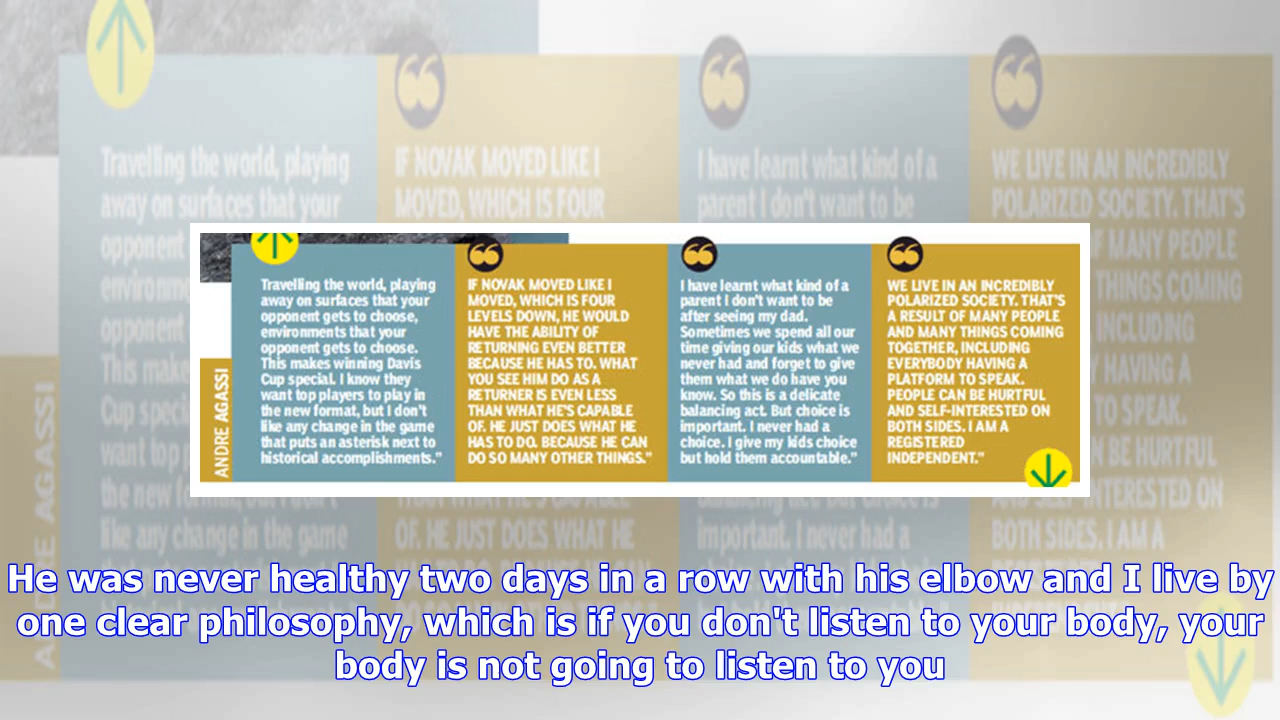 ANDRE AGASSI
Travelling the world, playing
away on surfaces that your
opponent gets to choose,
environments that your
opponent gets to choose.
This makes winning Davis
Cup special. I know they
want top players to play in
the new format, but I don't
like any change in the game
that puts an asterisk next to
historical accomplishments."
IF NOVAK MOVED LIKE I
MOVED, WHICH IS FOUR
LEVELS DOWN, HE WOULD
HAVE THE ABILITY OF
RETURNING EVEN BETTER
BECAUSE HE HAS TO. WHAT
YOU SEE HIM DO AS A
RETURNER IS EVEN LESS
THAN WHAT HE'S CAPABLE
OF. HE JUST DOES WHAT HE
HAS TO DO. BECAUSE HE CAN
DO SO MANY OTHER THINGS."
I have learnt what kind of a
parent I don't want to be
after seeing my dad.
Sometimes we spend all our
time giving our kids what we
never had and forget to give
them what we do have you
know. So this is a delicate
balancing act. But choice is
important. I never had a
choice. I give my kids choice
but hold them accountable."
WE LIVE IN AN INCREDIBLY
POLARIZED SOCIETY. THAT'S
A RESULT OF MANY PEOPLE
AND MANY THINGS COMING
TOGETHER, INCLUDING
EVERYBODY HAVING A
PLATFORM TO SPEAK.
PEOPLE CAN BE HURTFUL
AND SELF-INTERESTED ON
BOTH SIDES. I AM A
REGISTERED
INDEPENDENT."
He was never healthy two days in a row with his elbow and I live by
one clear philosophy, which is if you don't listen to your body, your
body is not going to listen to you